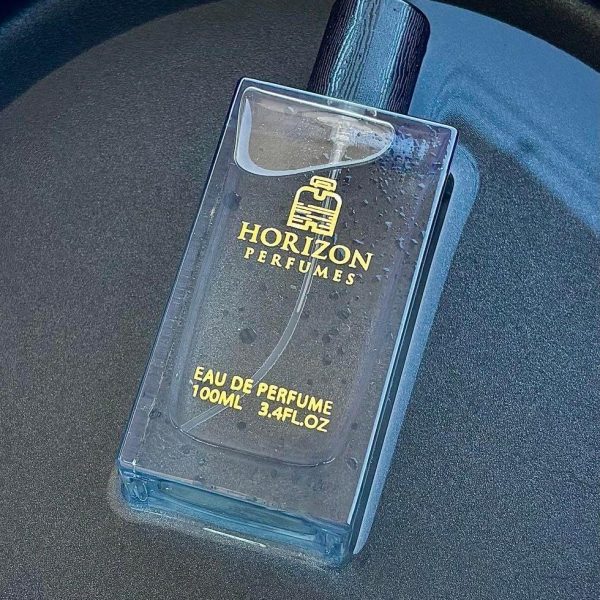 HORIZON
PERFUMES
EAU DE PERFUME
100ML 3.4FL.OZ